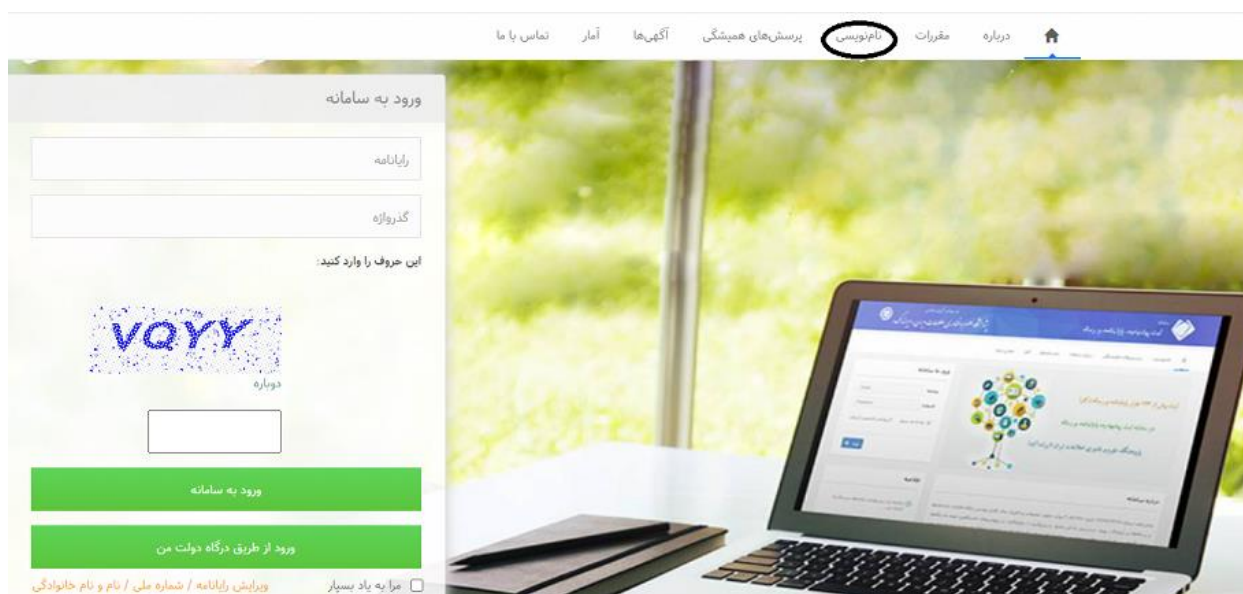 درباره مقررات نام‌نویسی پرسش‌های همیشگی آگهی‌ها آمار تماس با ما
ورود به سامانه
رایانامه
گذرواژه
این حروف را وارد کنید:
VQYY
دوباره
ورود به سامانه
ورود از طریق درگاه دولت من
مرا به یاد بسپار ویرایش رایانامه / شماره ملی / نام و نام خانوادگی